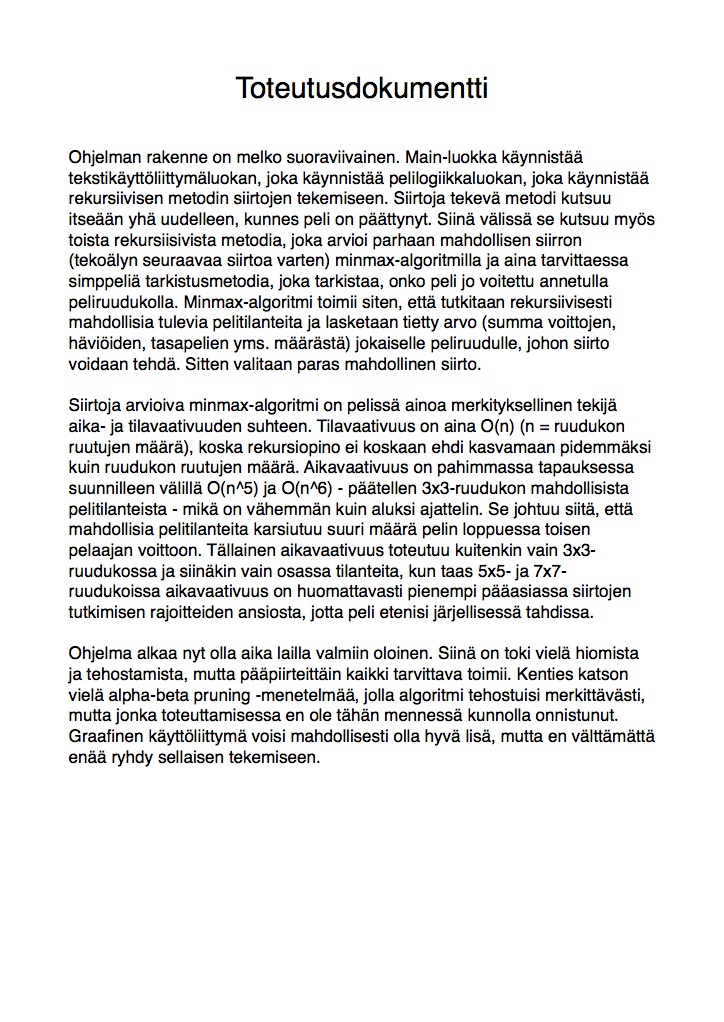 Toteutusdokumentti
Ohjelman rakenne on melko suoraviivainen. Main-luokka käynnistää
tekstikäyttöliittymäluokan, joka käynnistää pelilogiikkaluokan, joka käynnistää
rekursiivisen metodin siirtojen tekemiseen. Siirtoja tekevä metodi kutsuu
itseään yhä uudelleen, kunnes peli on päättynyt. Siinä välissä se kutsuu myös
toista rekursiisivista metodia, joka arvioi parhaan mahdollisen siirron
(tekoälyn seuraavaa siirtoa varten) minmax-algoritmilla ja aina tarvittaessa
simppeliä tarkistusmetodia, joka tarkistaa, onko peli jo voitettu annetulla
peliruudukolla. Minmax-algoritmi toimii siten, että tutkitaan rekursiivisesti
mahdollisia tulevia pelitilanteita ja lasketaan tietty arvo (summa voittojen,
häviöiden, tasapelien yms. määrästä) jokaiselle peliruudulle, johon siirto
voidaan tehdä. Sitten valitaan paras mahdollinen siirto.
Siirtoja arvioiva minmax-algoritmi on pelissä ainoa merkityksellinen tekijä
aika- ja tilavaativuuden suhteen. Tilavaativuus on aina O(n) (n = ruudukon
ruutujen määrä), koska rekursiopino ei koskaan ehdi kasvamaan pidemmäksi
kuin ruudukon ruutujen määrä. Aikavaativuus on pahimmassa tapauksessa
suunnilleen välillä O(n^5) ja O(n^6) - päätellen 3x3-ruudukon mahdollisista
pelitilanteista - mikä on vähemmän kuin aluksi ajattelin. Se johtuu siitä, että
mahdollisia pelitilanteita karsiutuu suuri määrä pelin loppuessa toisen
pelaajan voittoon. Tällainen aikavaativuus toteutuu kuitenkin vain 3x3-
ruudukossa ja siinäkin vain osassa tilanteita, kun taas 5x5- ja 7x7-
ruudukoissa aikavaativuus on huomattavasti pienempi pääasiassa siirtojen
tutkimisen rajoitteiden ansiosta, jotta peli etenisi järjellisessä tahdissa.
Ohjelma alkaa nyt olla aika lailla valmiin oloinen. Siinä on toki vielä hiomista
ja tehostamista, mutta pääpiirteittäin kaikki tarvittava toimii. Kenties katson
vielä alpha-beta pruning -menetelmää, jolla algoritmi tehostuisi merkittävästi,
mutta jonka toteuttamisessa en ole tähän mennessä kunnolla onnistunut.
Graafinen käyttöliittymä voisi mahdollisesti olla hyvä lisä, mutta en välttämättä
enää ryhdy sellaisen tekemiseen.